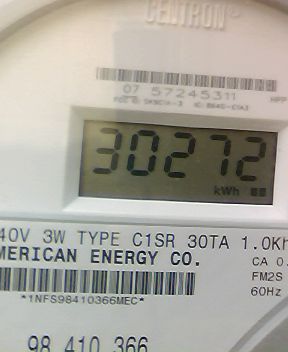 CENTRON®
07 57245311
30272
kWh
40V 3W TYPE C1SR 30TA 1.0Kh
MERICAN ENERGY CO.
CA 0.
FM2S
60Hz
*1NFS98410366MEC*
98 410 366